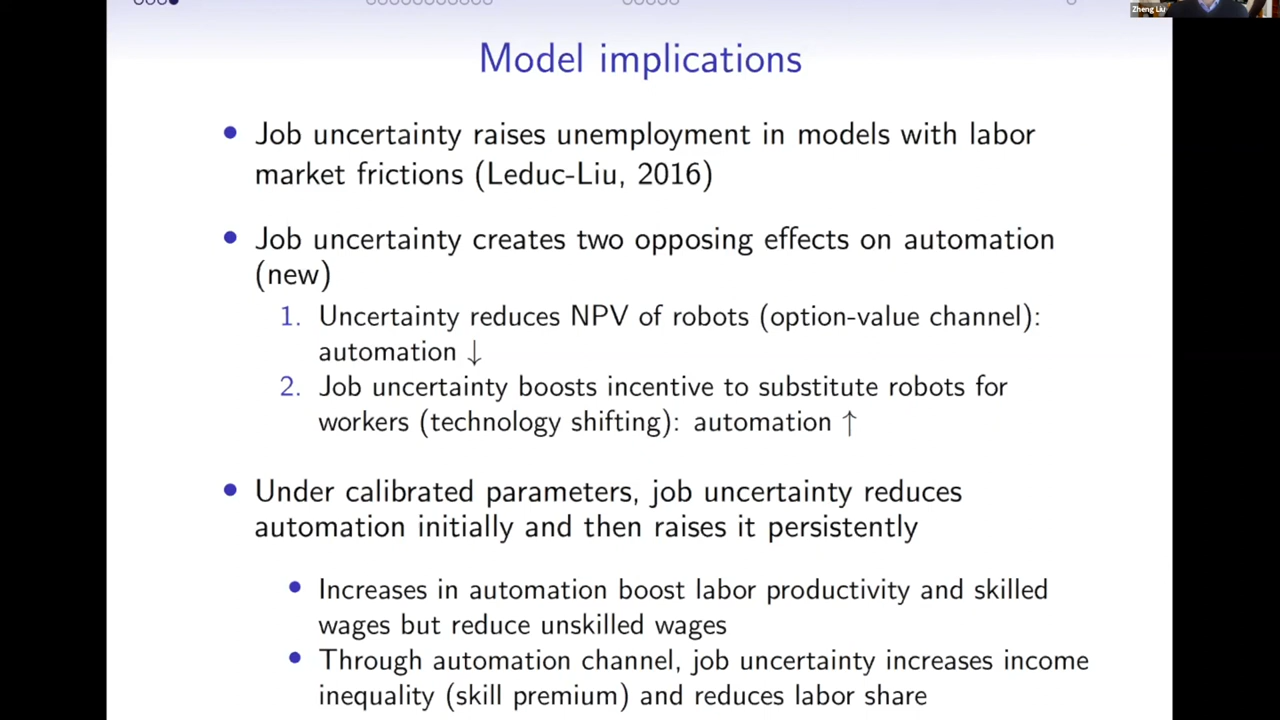 Zheng Liu
Model implications
• Job uncertainty raises unemployment in models with labor
market frictions (Leduc-Liu, 2016)
• Job uncertainty creates two opposing effects on automation
(new)
1. Uncertainty reduces NPV of robots (option-value channel):
automation ↓
2. Job uncertainty boosts incentive to substitute robots for
workers (technology shifting): automation ↑
• Under calibrated parameters, job uncertainty reduces
automation initially and then raises it persistently
• Increases in automation boost labor productivity and skilled
wages but reduce unskilled wages
• Through automation channel, job uncertainty increases income
inequality (skill premium) and reduces labor share